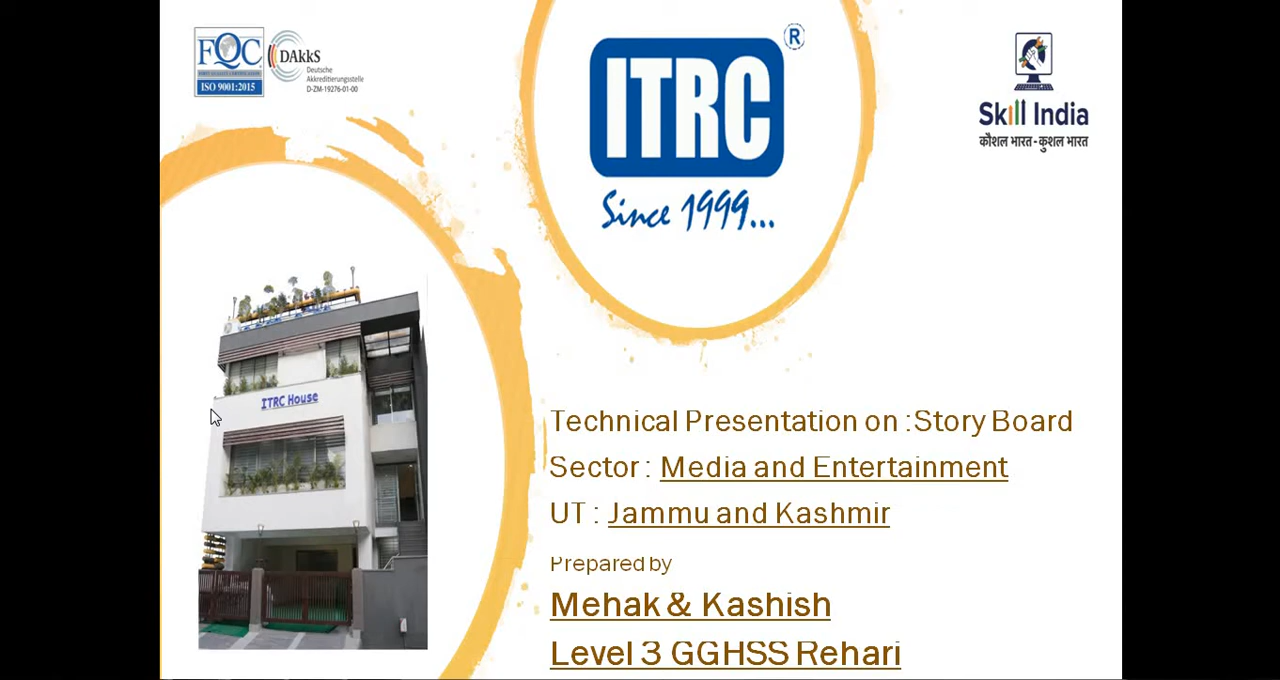 FQC
ISO 9001:2015
DAkkS
Deutsche
Akkreditierungsstelle
D-ZM-19276-01-00
ITRC
®
Since 1999...
Skill India
कौशल भारत - कुशल भारत
ITRC House
Technical Presentation on :Story Board
Sector : Media and Entertainment
UT : Jammu and Kashmir
Prepared by
Mehak & Kashish
Level 3 GGHSS Rehari